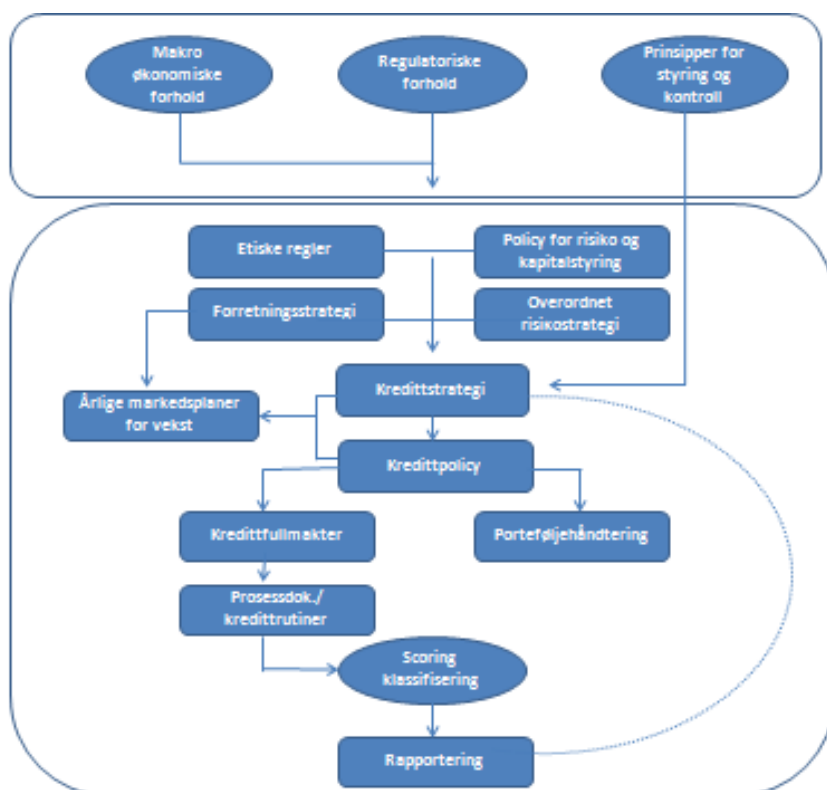 Makro
økonomiske
forhold
Regulatoriske
forhold
Prinsipper for
styring og
kontroll
Etiske regler
Policy for risiko og
kapitalstyring
Forretningsstrategi
Overordnet
risikostrategi
Kredittstrategi
Årlige markedsplaner
for vekst
Kredittpolicy
Kredittfullmakter
Porteføljehåndtering
Prosessdok./
kredittrutiner
Scoring
klassifisering
Rapportering